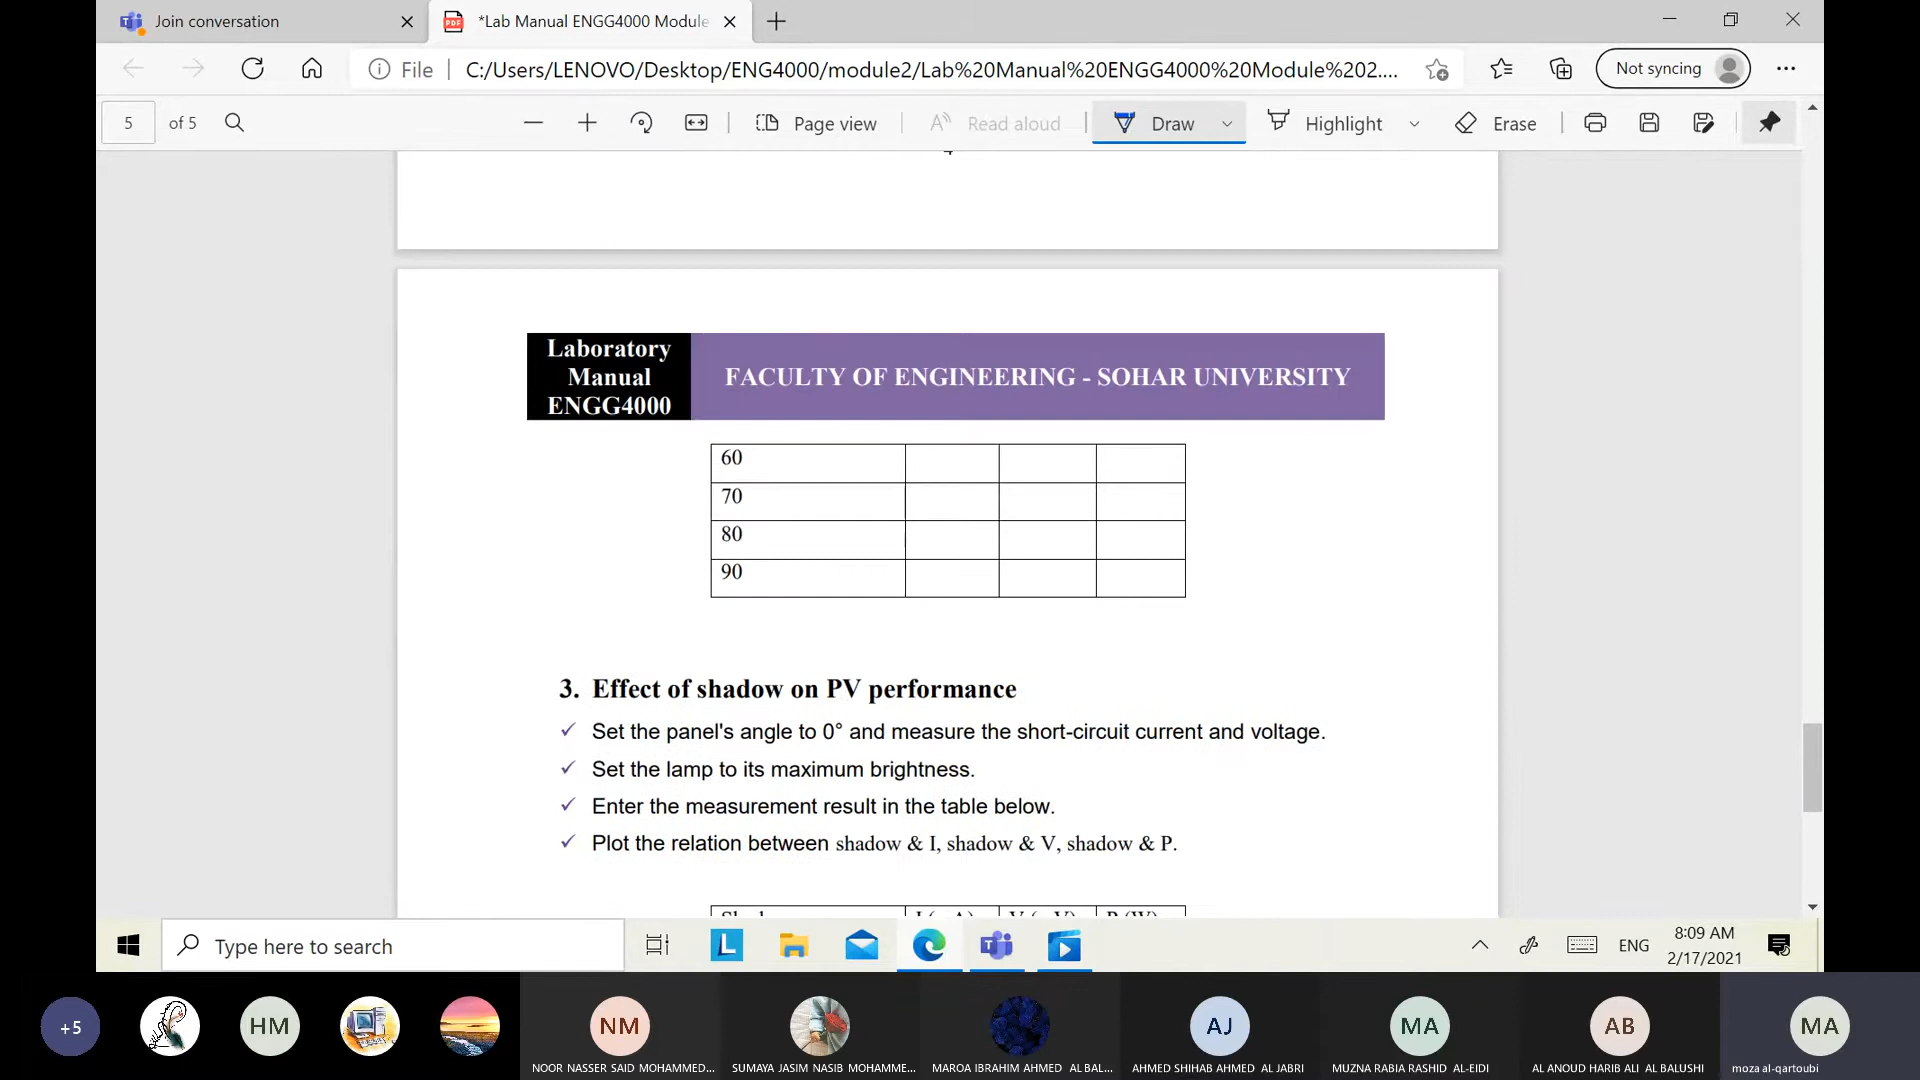 Join conversation
*Lab Manual ENGG4000 Module
File
C:/Users/LENOVO/Desktop/ENG4000/module2/Lab%20Manual%20ENGG4000%20Module%202....
Not syncing
5 of 5
Page view
Read aloud
Draw
Highlight
Erase
4
Laboratory
Manual
ENGG4000
FACULTY OF ENGINEERING - SOHAR UNIVERSITY
60
70
80
90
3. Effect of shadow on PV performance
✓ Set the panel's angle to 0° and measure the short-circuit current and voltage.
✓ Set the lamp to its maximum brightness.
✓ Enter the measurement result in the table below.
✓ Plot the relation between shadow & I, shadow & V, shadow & P.
Type here to search
L
ENG
8:09 AM
2/17/2021
+5
HM
NM
AJ
MA
AB
MA
NOOR NASSER SAID MOHAMMED...
SUMAYA JASIM NASIB MOHAMME...
MAROA IBRAHIM AHMED AL BAL...
AHMED SHIHAB AHMED AL JABRI
MUZNA RABIA RASHID AL-EIDI
AL ANOUD HARIB ALI AL BALUSHI
moza al-qartoubi